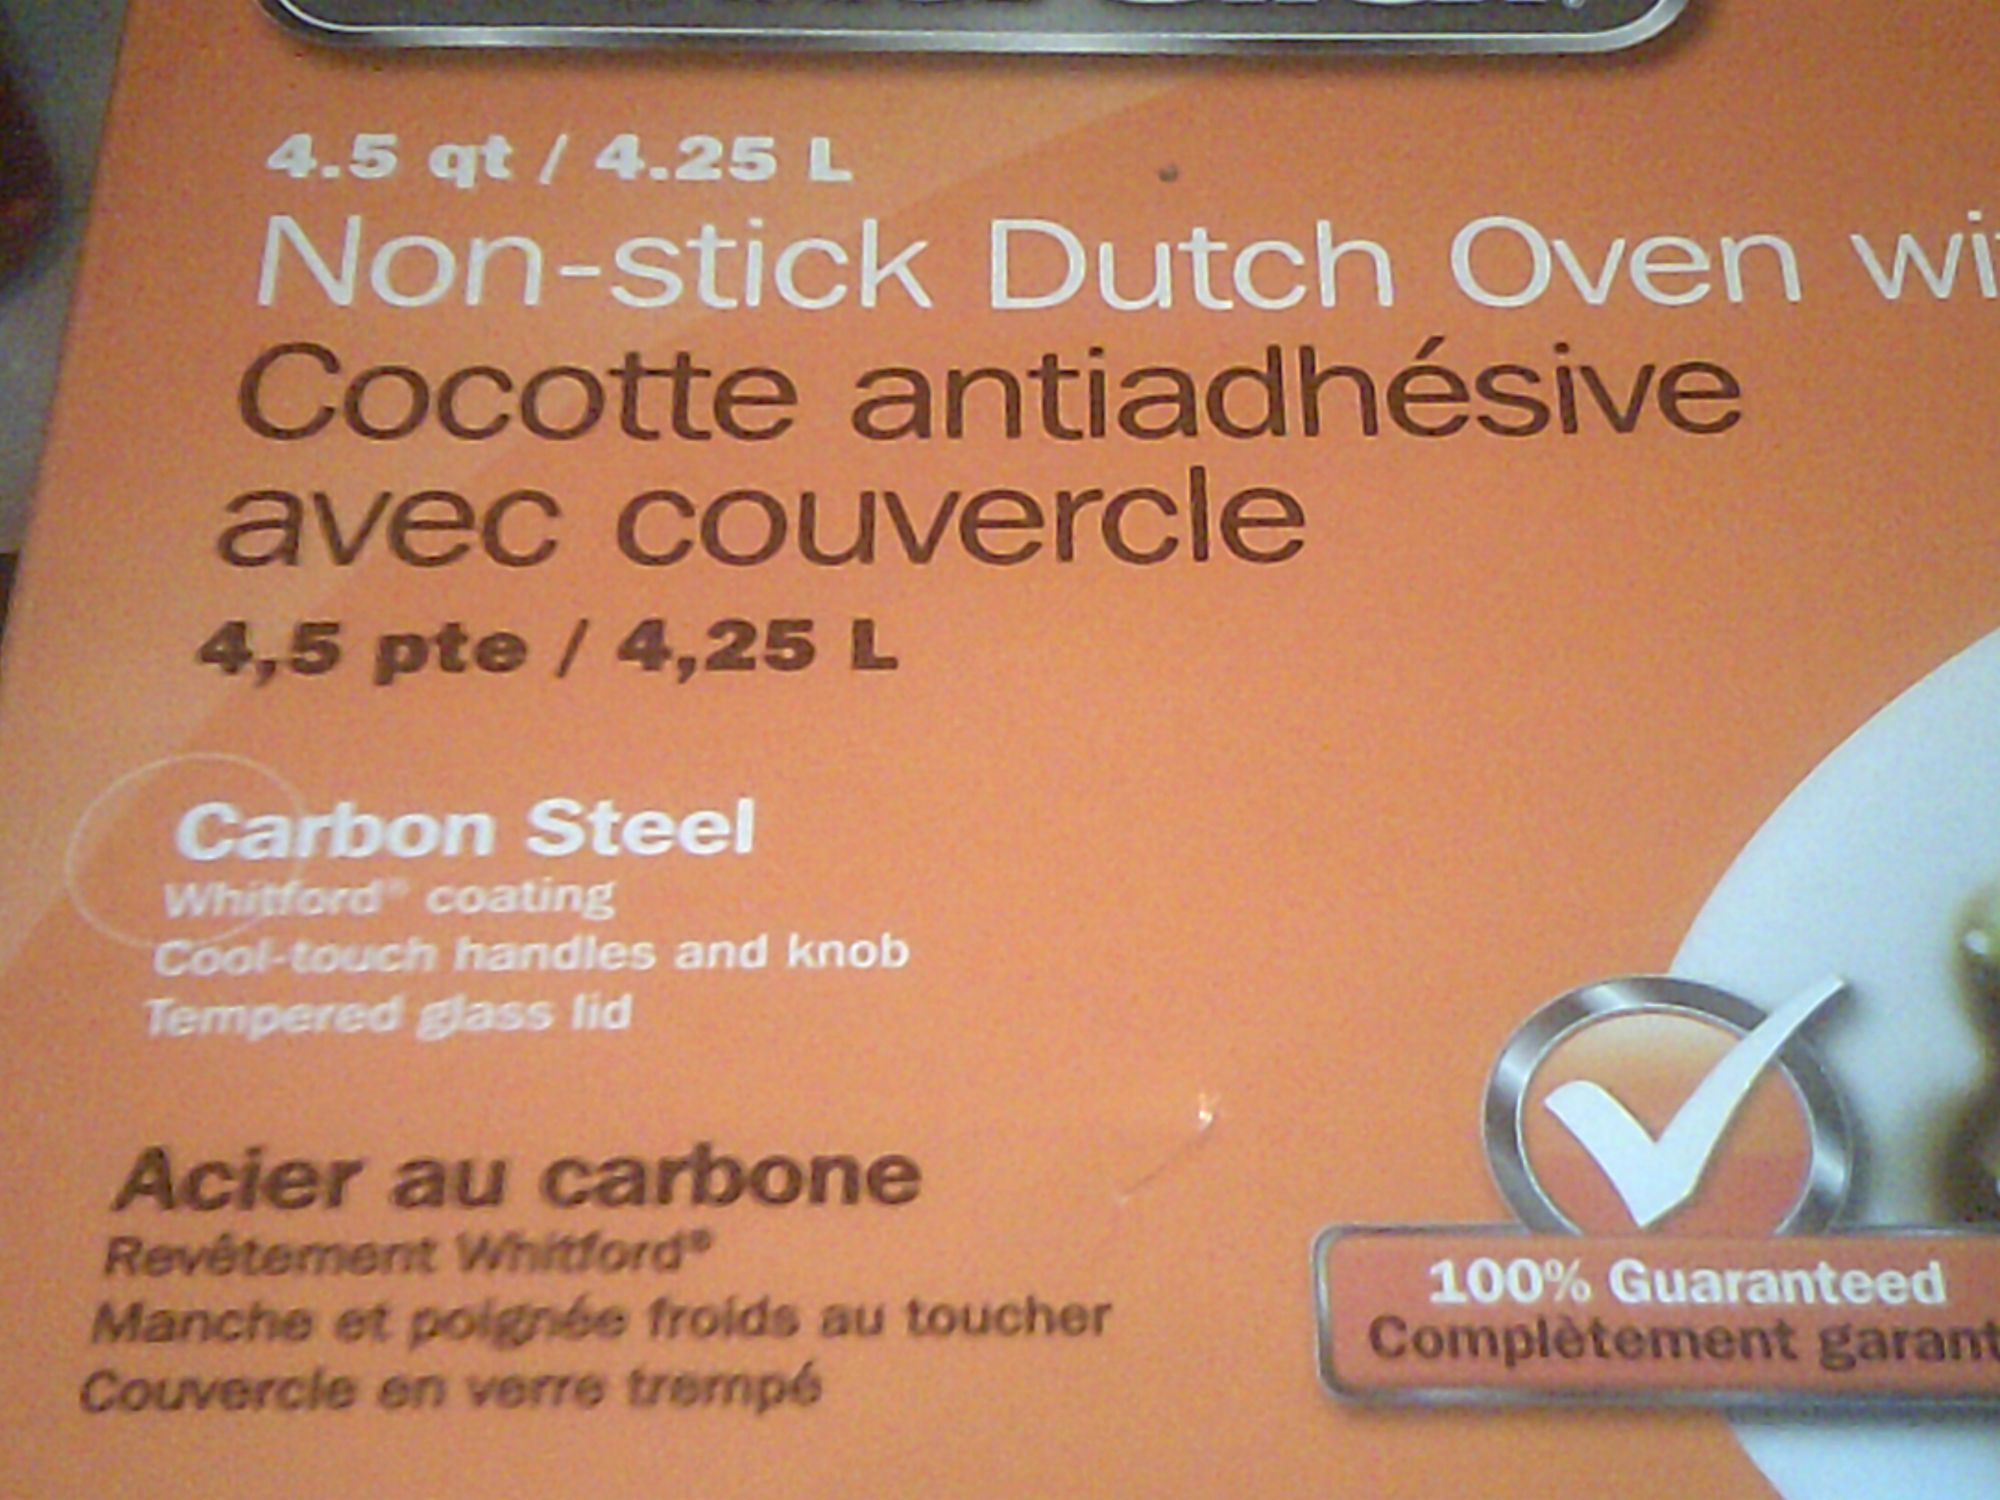 4.5 qt / 4.25 L
Non-stick Dutch Oven
Cocotte antiadhésive
avec couvercle
4,5 pte / 4,25 L
Carbon Steel
Whitford® coating
Cool-touch handles and knob
Tempered glass lid
Acier au carbone
Revêtement Whitford®
Manche et poignée froids au toucher
Couvercle en verre trempé
100% Guaranteed
Complètement